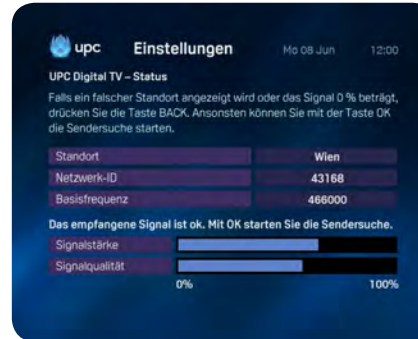 upc Einstellungen Mo 08 Jun 12:00
UPC Digital TV – Status
Falls ein falscher Standort angezeigt wird oder das Signal 0 % beträgt,
drücken Sie die Taste BACK. Ansonsten können Sie mit der Taste OK
die Sendersuche starten.
Standort Wien
Netzwerk-ID 43168
Basisfrequenz 466000
Das empfangene Signal ist ok. Mit OK starten Sie die Sendersuche.
Signalstärke
Signalqualität
0% 100%